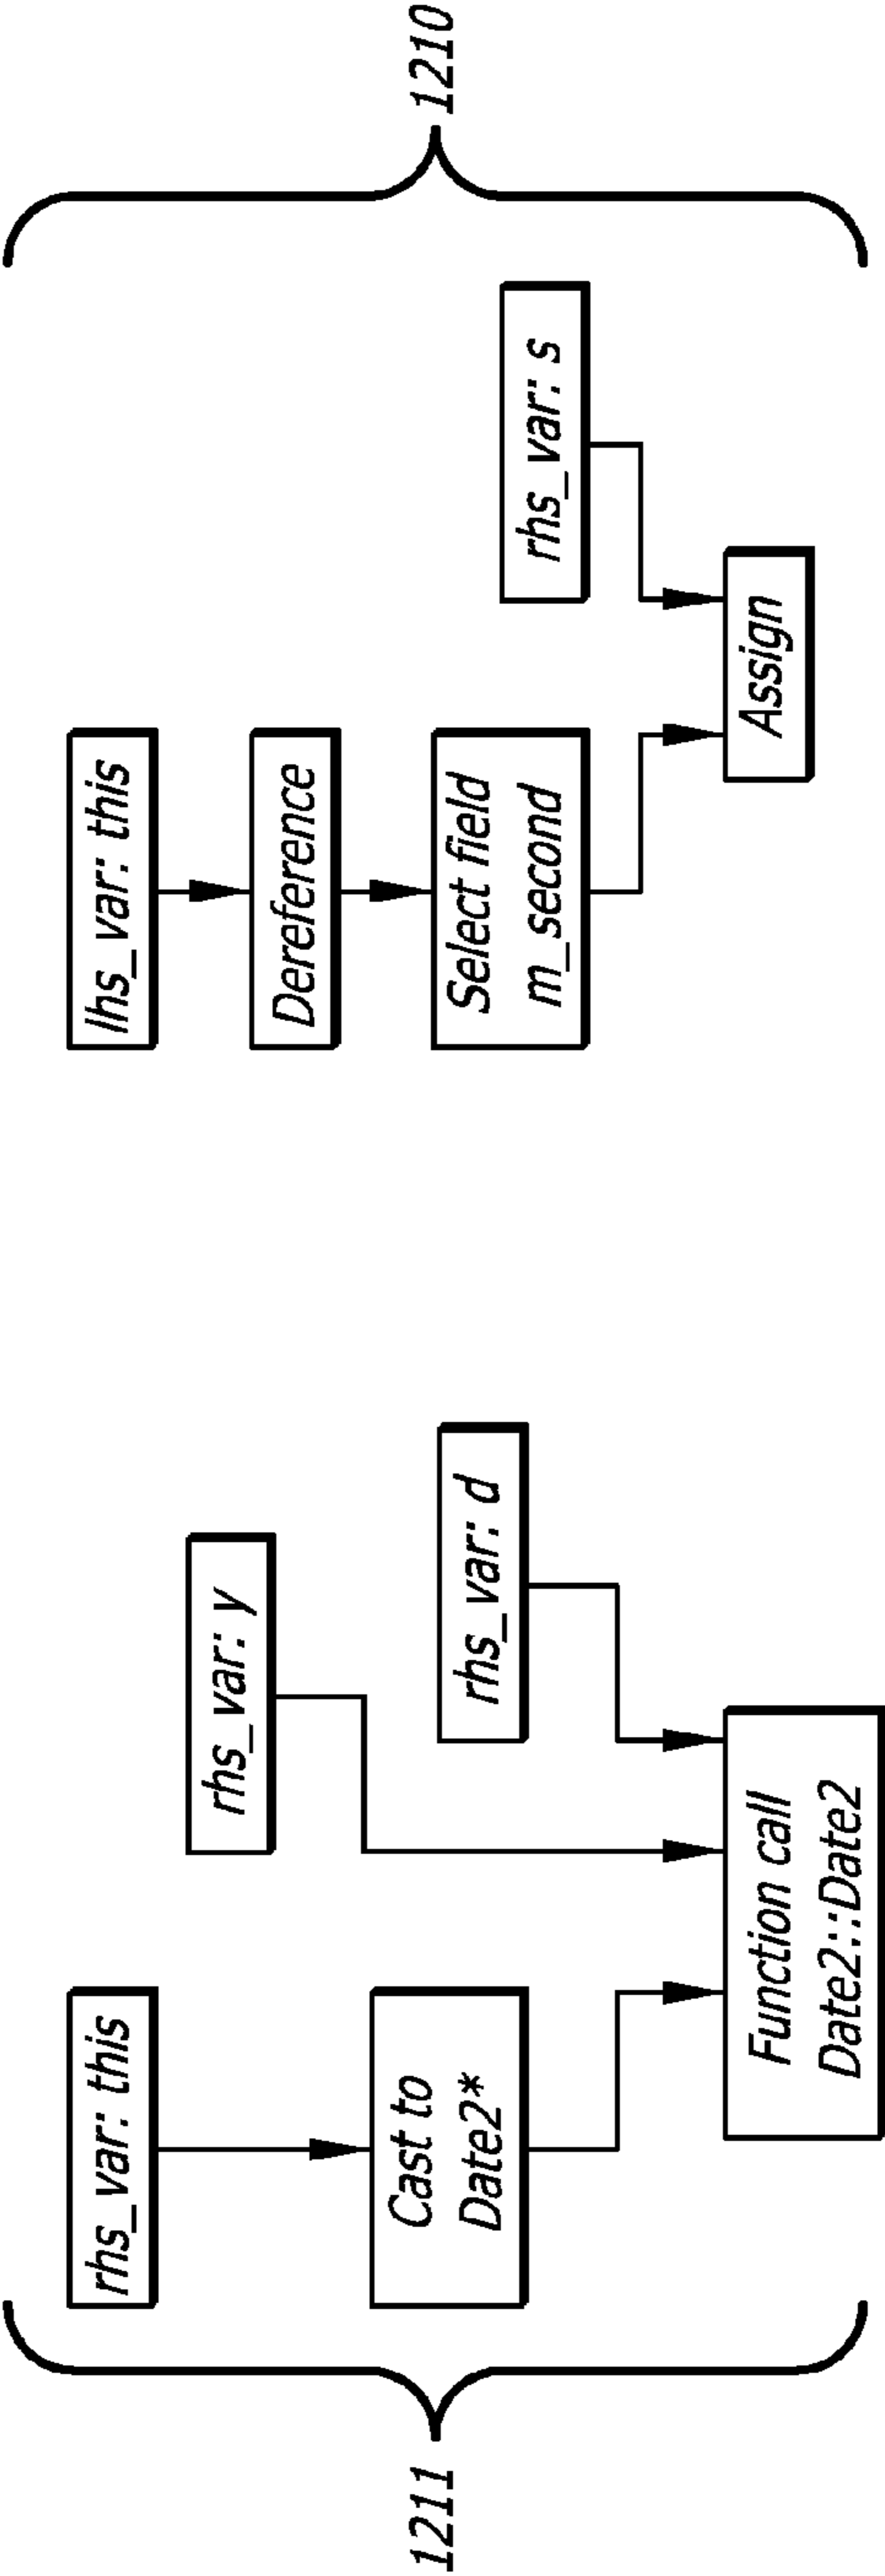 1211
rhs_var: this
Cast to
Date2*
rhs_var: y
rhs_var: d
Function call
Date2::Date2
lhs_var: this
Dereference
Select field
m_second
rhs_var: s
Assign
1210